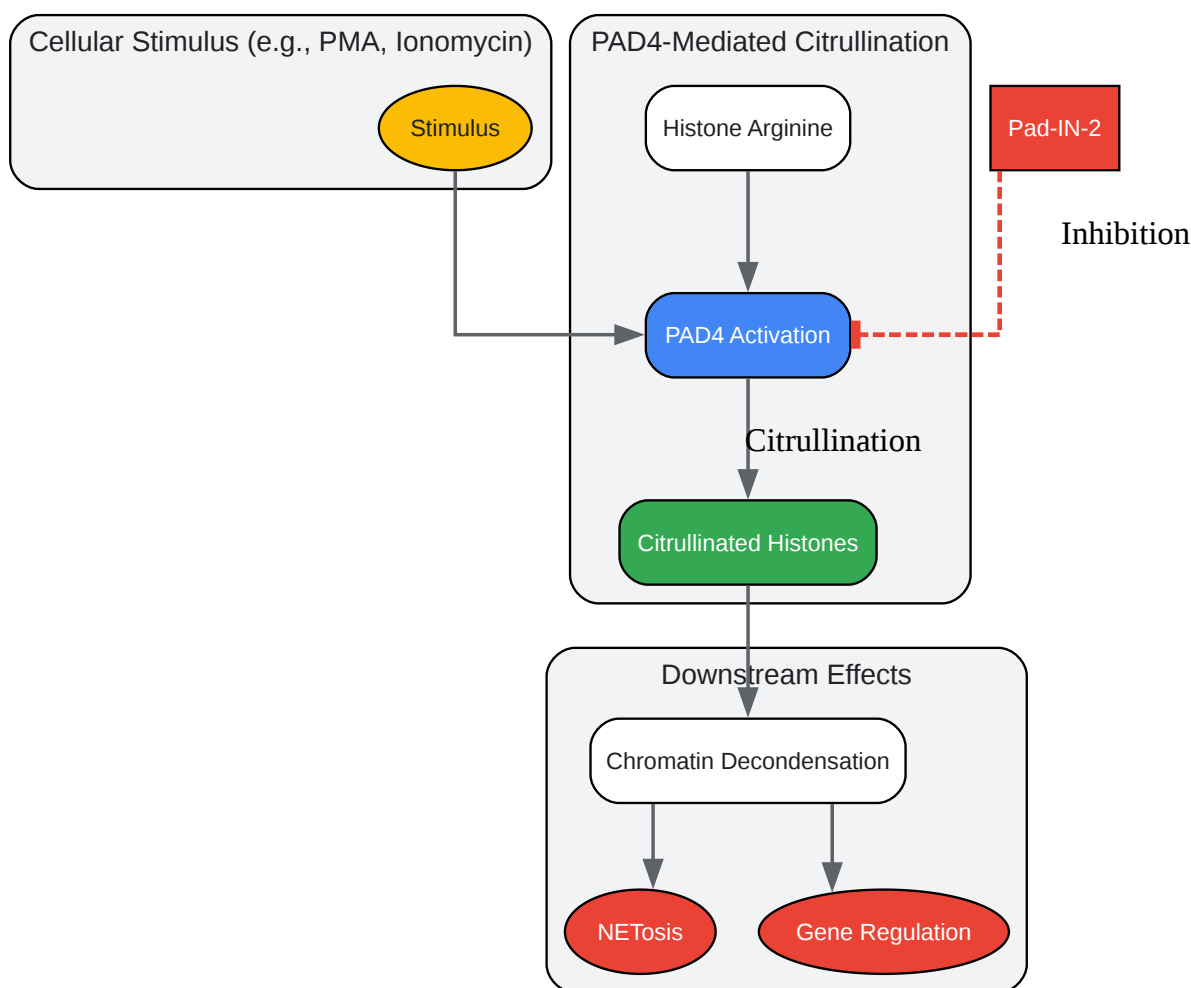 Cellular Stimulus (e.g., PMA, Ionomycin)
PAD4-Mediated Citrullination
Stimulus
Histone Arginine
Pad-IN-2
Inhibition
PAD4 Activation
Citrullination
Citrullinated Histones
Downstream Effects
Chromatin Decondensation
NETosis
Gene Regulation